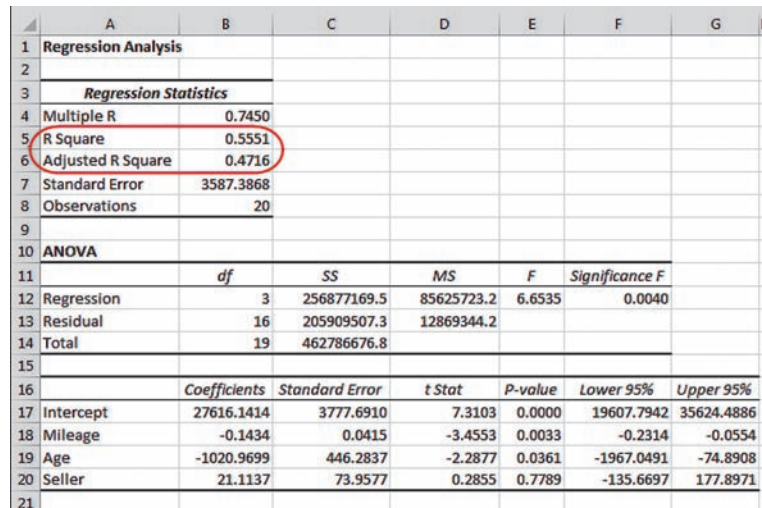 A B C D E F G
1 Regression Analysis
2
3 Regression Statistics
4 Multiple R 0.7450
5 R Square 0.5551
6 Adjusted R Square 0.4716
7 Standard Error 3587.3868
8 Observations 20
9
10 ANOVA
11 df SS MS F Significance F
12 Regression 3 256877169.5 85625723.2 6.6535 0.0040
13 Residual 16 205909507.3 12869344.2
14 Total 19 462786676.8
15
16 Coefficients Standard Error t Stat P-value Lower 95% Upper 95%
17 Intercept 27616.1414 3777.6910 7.3103 0.0000 19607.7942 35624.4886
18 Mileage -0.1434 0.0415 -3.4553 0.0033 -0.2314 -0.0554
19 Age -1020.9699 446.2837 -2.2877 0.0361 -1967.0491 -74.8908
20 Seller 21.1137 73.9577 0.2855 0.7789 -135.6697 177.8971
21